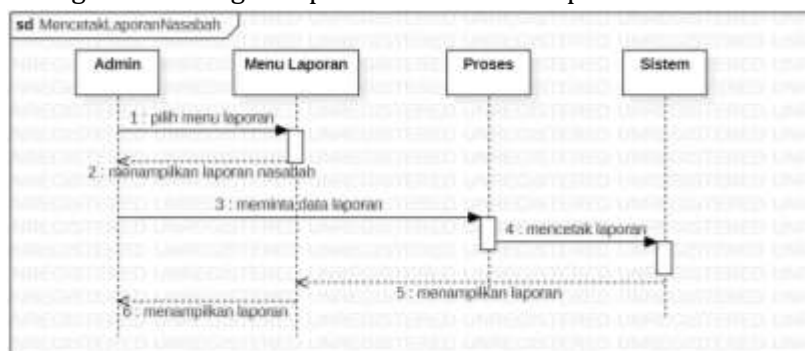 sd MencetakLaporanNasabah
Admin
Menu Laporan
Proses
Sistem
1 : pilih menu laporan
2 : menampilkan laporan nasabah
3 : meminta data laporan
4 : mencetak laporan
5 : menampilkan laporan
6 : menampilkan laporan
UNREGISTERED